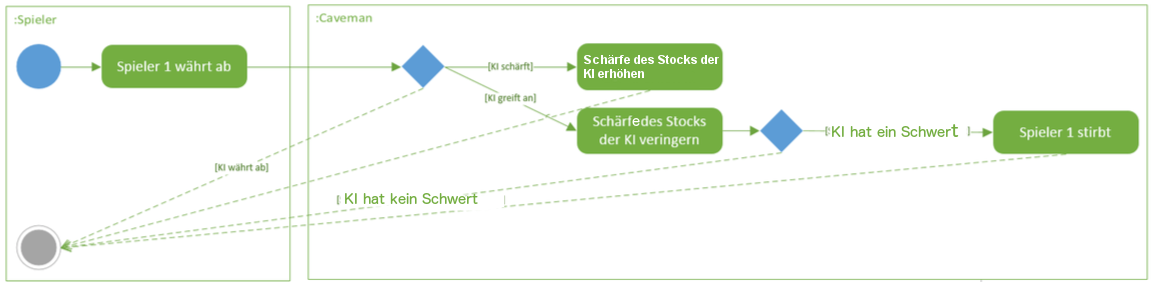 :Spieler
:Caveman
Spieler 1 währt ab
[KI schärft]
Schärfe des Stocks der
KI erhöhen
[KI greift an]
Schärfedes Stocks
der KI veringern
[KI hat ein Schwert ]
Spieler 1 stirbt
[KI währt ab]
[ KI hat kein Schwert ]